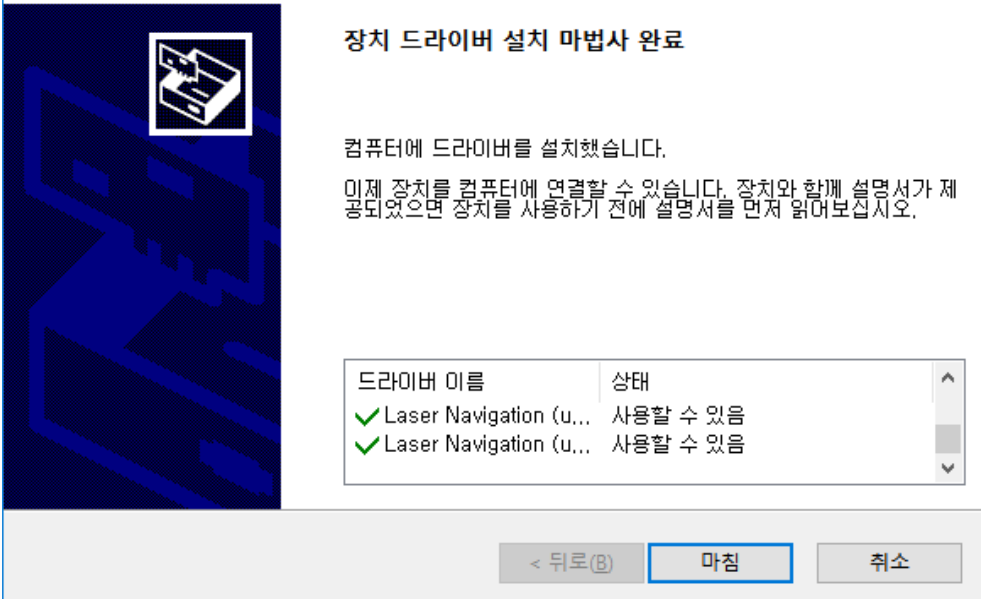 장치 드라이버 설치 마법사 완료
컴퓨터에 드라이버를 설치했습니다.
이제 장치를 컴퓨터에 연결할 수 있습니다. 장치와 함께 설명서가 제
공되었으면 장치를 사용하기 전에 설명서를 먼저 읽어보십시오.
드라이버 이름 상태
Laser Navigation (u... 사용할 수 있음
Laser Navigation (u... 사용할 수 있음
< 뒤로(B) 마침 취소